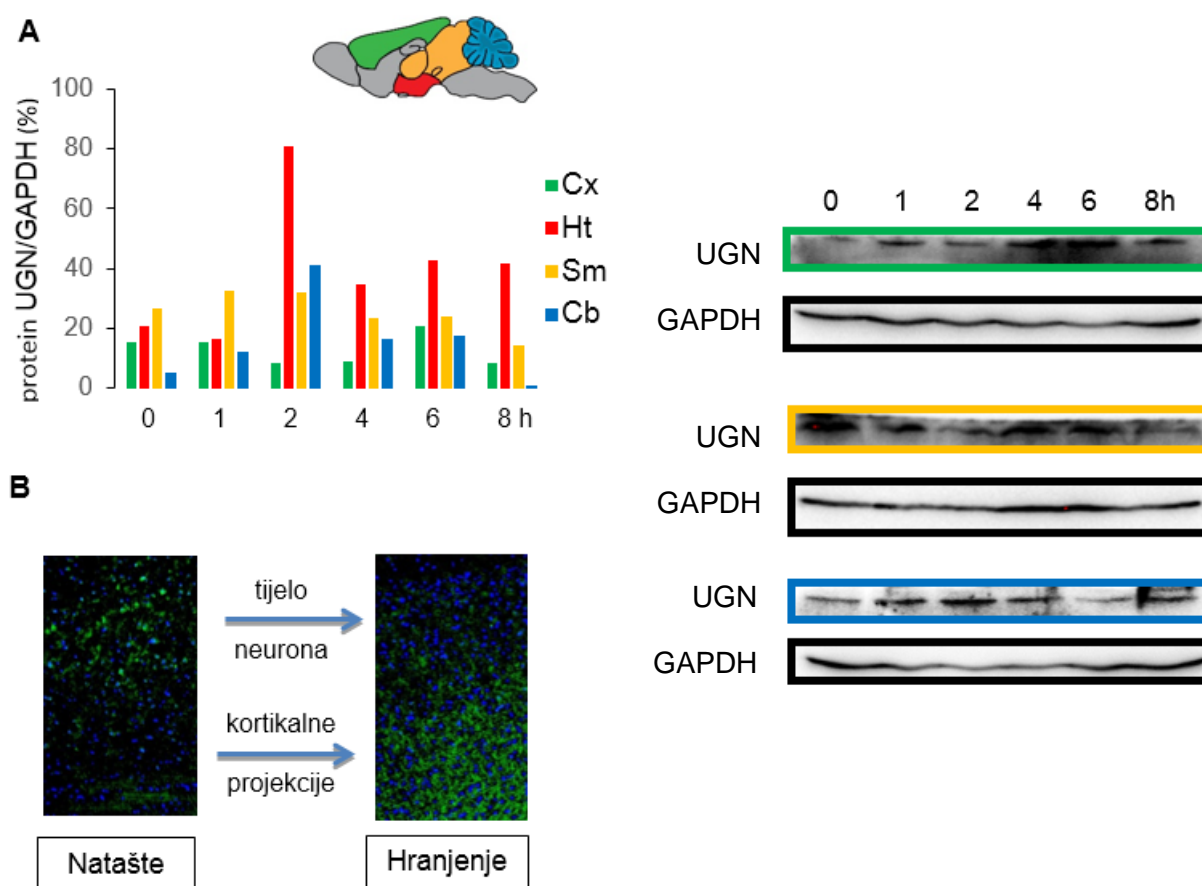 A
protein UGN/GAPDH (%)
100
80
60
40
20
0
0 1 2 4 6 8 h
Cx
Ht
Sm
Cb
0 1 2 4 6 8h
UGN
GAPDH
UGN
GAPDH
UGN
GAPDH
B
tijelo
neurona
kortikalne
projekcije
Natašte
Hranjenje